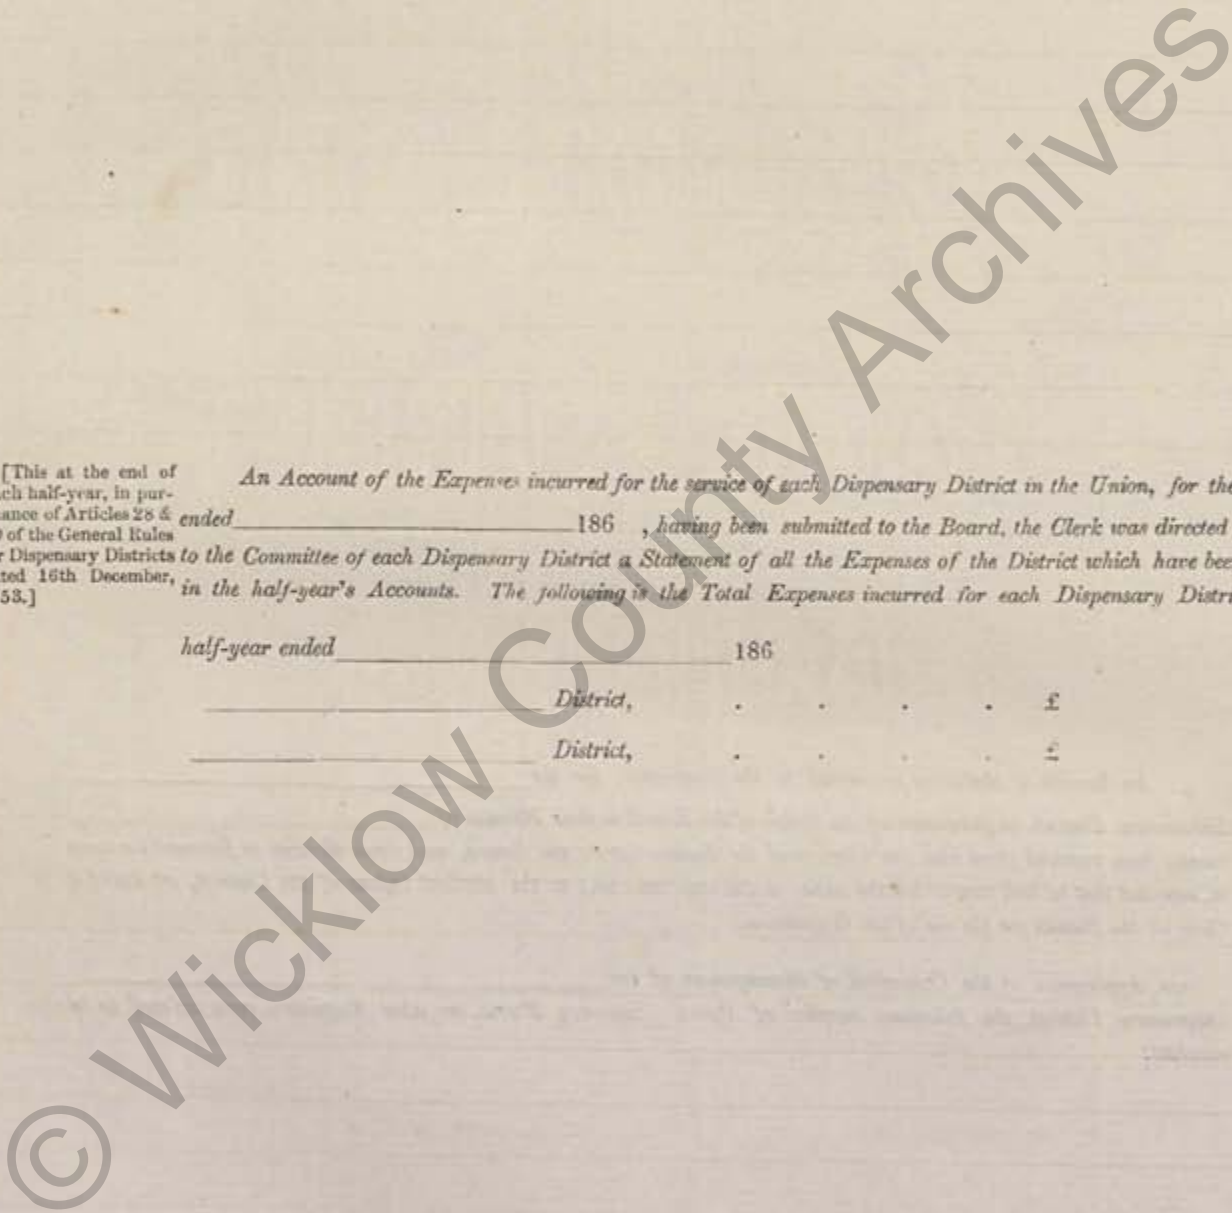 [This at the end of
ch half-year, in pur-
ance of Articles 28 &
of the General Rules
r Dispensary Districts
ted 16th December,
53.]
An Account of the Expenses incurred for the service of each Dispensary District in the Union, for the
ended 186 , having been submitted to the Board, the Clerk was directed
to the Committee of each Dispensary District a Statement of all the Expenses of the District which have bee
in the half-year's Accounts. The following is the Total Expenses incurred for each Dispensary Distri
half-year ended 186
District, . . . . £
District, . . . . £
© Wicklow County Archives